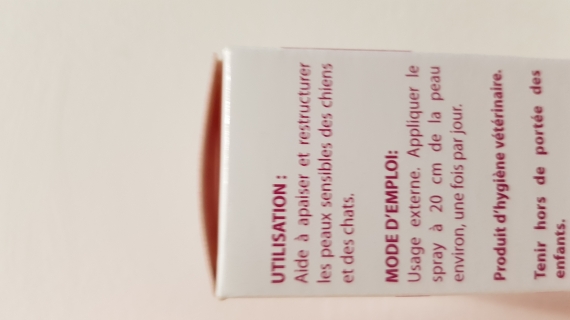 UTILISATION :
Aide à apaiser et restructurer
les peaux sensibles des chiens
et des chats.
MODE D'EMPLOI:
Usage externe. Appliquer le
spray à 20 cm de la peau
environ, une fois par jour.
Produit d'hygiène vétérinaire.
Tenir hors de portée des
enfants.